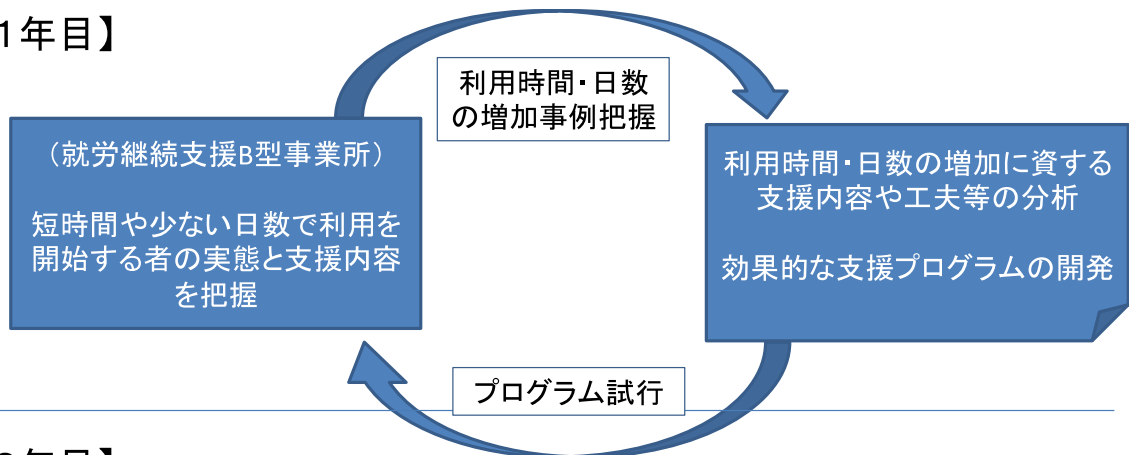 1年目】
利用時間・日数
の増加事例把握
（就労継続支援B型事業所）
短時間や少ない日数で利用を
開始する者の実態と支援内容
を把握
利用時間・日数の増加に資する
支援内容や工夫等の分析
効果的な支援プログラムの開発
プログラム試行
年目】